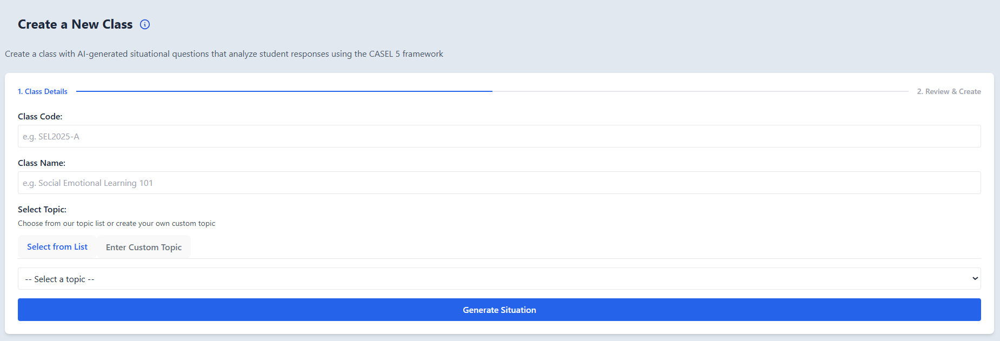 Create a New Class
Create a class with AI-generated situational questions that analyze student responses using the CASEL 5 framework
1. Class Details
2. Review & Create
Class Code:
e.g. SEL2025-A
Class Name:
e.g. Social Emotional Learning 101
Select Topic:
Choose from our topic list or create your own custom topic
Select from List
Enter Custom Topic
-- Select a topic --
Generate Situation